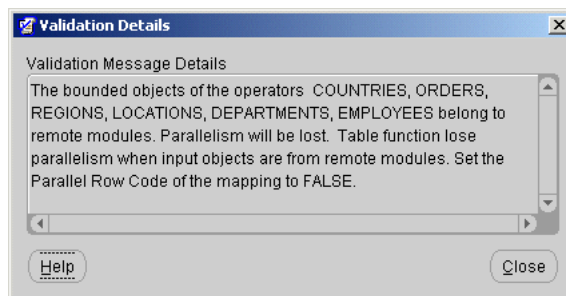 Validation Details
Validation Message Details
The bounded objects of the operators COUNTRIES, ORDERS,
REGIONS, LOCATIONS, DEPARTMENTS, EMPLOYEES belong to
remote modules. Parallelism will be lost. Table function lose
parallelism when input objects are from remote modules. Set the
Parallel Row Code of the mapping to FALSE.
Help
Close